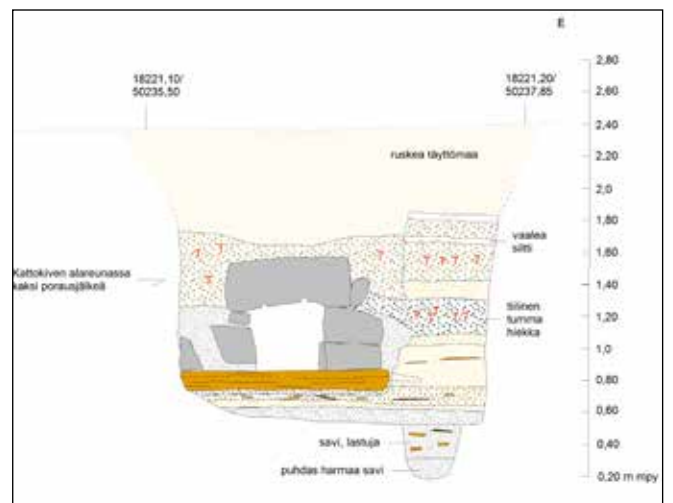 E
18221,10/
50235,50
18221,20/
50237,85
2,80
2,60
2,40
2,20
2,0
1,80
1,60
1,40
1,20
1,0
0,80
0,60
0,40
0,20 m mpy
ruskea täyttömaa
vaalea
siltti
Kattokiven alareunassa
kaksi porausjälkeä
tiilinen
tumma
hiekka
savi, lastuja
puhdas harmaa savi